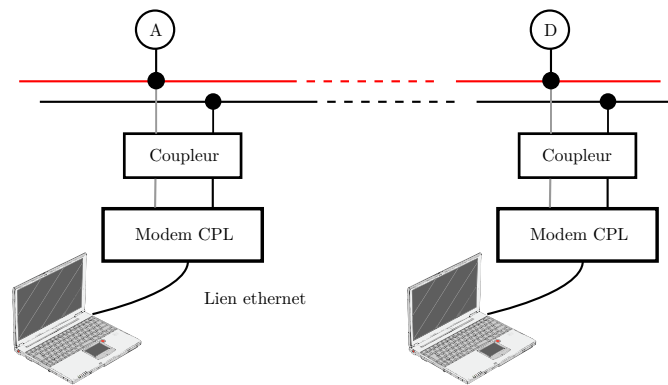 A
D
Coupleur
Coupleur
Modem CPL
Modem CPL
Lien ethernet